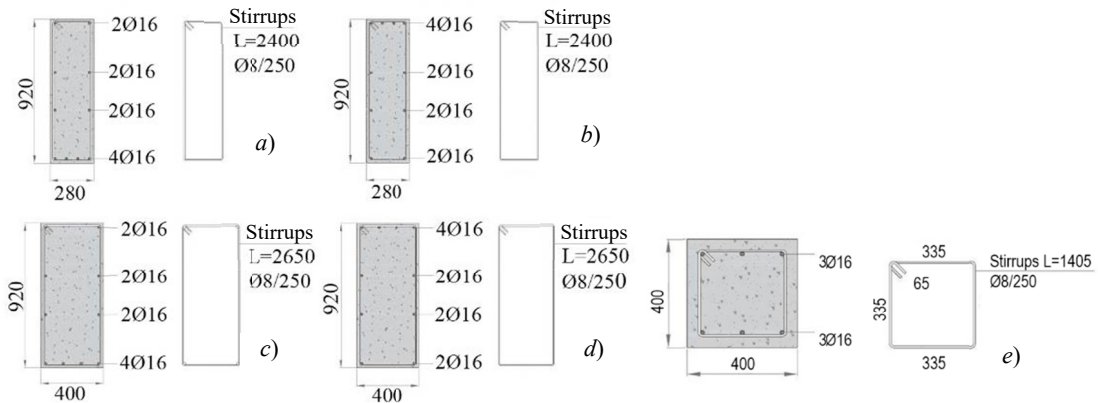 2Ø16
Stirrups
L=2400
Ø8/250
2Ø16
2Ø16
4Ø16
920
280
a)
4Ø16
Stirrups
L=2400
Ø8/250
2Ø16
2Ø16
2Ø16
920
280
b)
2Ø16
Stirrups
L=2650
Ø8/250
2Ø16
2Ø16
4Ø16
920
400
c)
4Ø16
Stirrups
L=2650
Ø8/250
2Ø16
2Ø16
2Ø16
920
400
d)
3Ø16
3Ø16
400
400
335
335
335
65
Stirrups L=1405
Ø8/250
e)